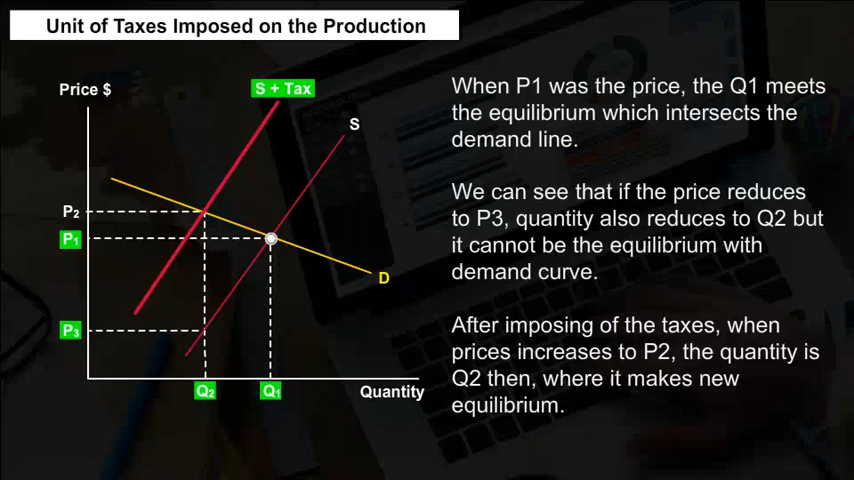 Unit of Taxes Imposed on the Production
Price $
S + Tax
S
P₂
P₁
D
P₃
Q₂
Q₁
Quantity
When P1 was the price, the Q1 meets
the equilibrium which intersects the
demand line.
We can see that if the price reduces
to P3, quantity also reduces to Q2 but
it cannot be the equilibrium with
demand curve.
After imposing of the taxes, when
prices increases to P2, the quantity is
Q2 then, where it makes new
equilibrium.